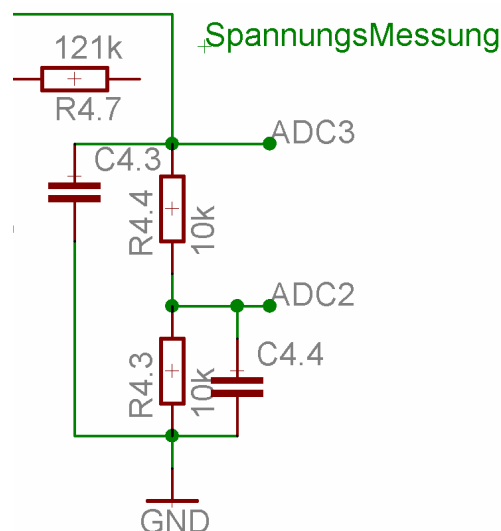 SpannungsMessung
121k
R4.7
ADC3
C4.3
R4.4
10k
ADC2
R4.3
10k
C4.4
GND